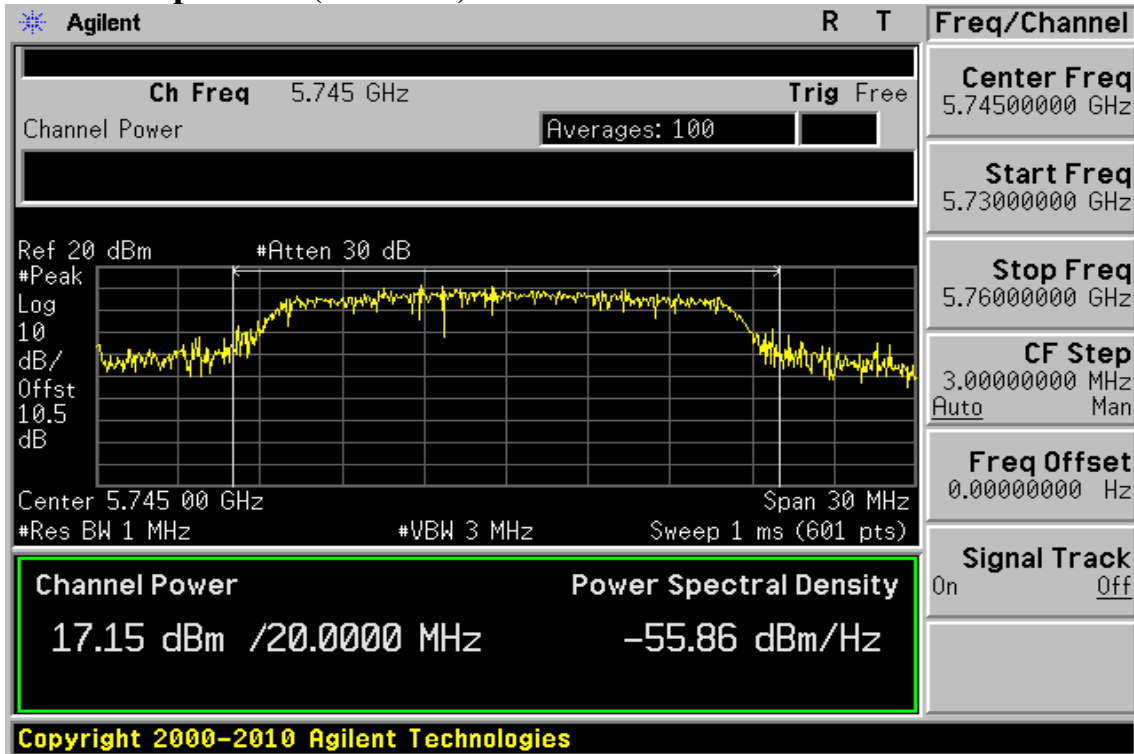 Agilent R T
Ch Freq 5.745 GHz Trig Free
Channel Power Averages: 100
Ref 20 dBm #Atten 30 dB
#Peak
Log
10
dB/
Offst
10.5
dB
Center 5.745 00 GHz Span 30 MHz
#Res BW 1 MHz #VBW 3 MHz Sweep 1 ms (601 pts)
Channel Power Power Spectral Density
17.15 dBm /20.0000 MHz -55.86 dBm/Hz
Copyright 2000-2010 Agilent Technologies
Freq/Channel
Center Freq
5.74500000 GHz
Start Freq
5.73000000 GHz
Stop Freq
5.76000000 GHz
CF Step
3.00000000 MHz
Auto Man
Freq Offset
0.00000000 Hz
Signal Track
On Off